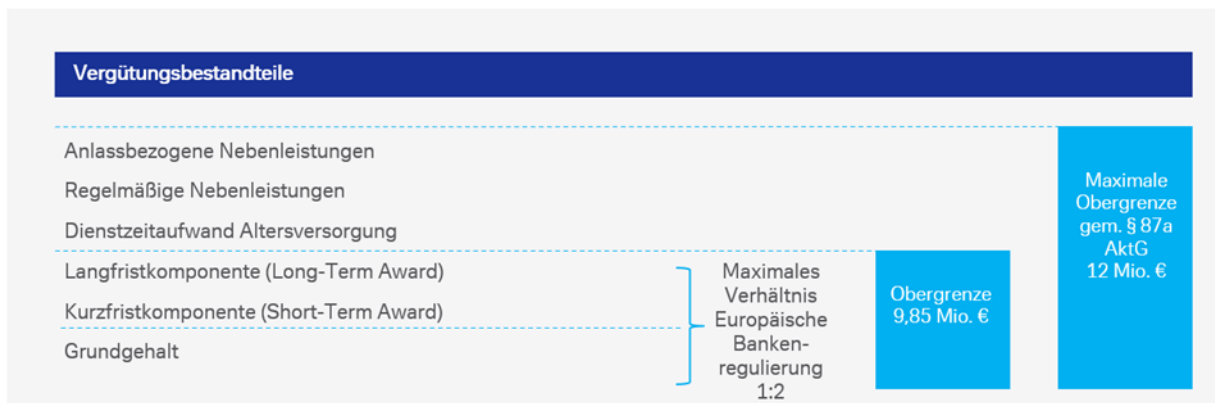 Vergütungsbestandteile
Anlassbezogene Nebenleistungen
Regelmäßige Nebenleistungen
Dienstzeitaufwand Altersversorgung
Langfristkomponente (Long-Term Award)
Kurzfristkomponente (Short-Term Award)
Grundgehalt
Maximales
Verhältnis
Europäische
Banken-
regulierung
1:2
Obergrenze
9,85 Mio. €
Maximale
Obergrenze
gem. § 87a
AktG
12 Mio. €